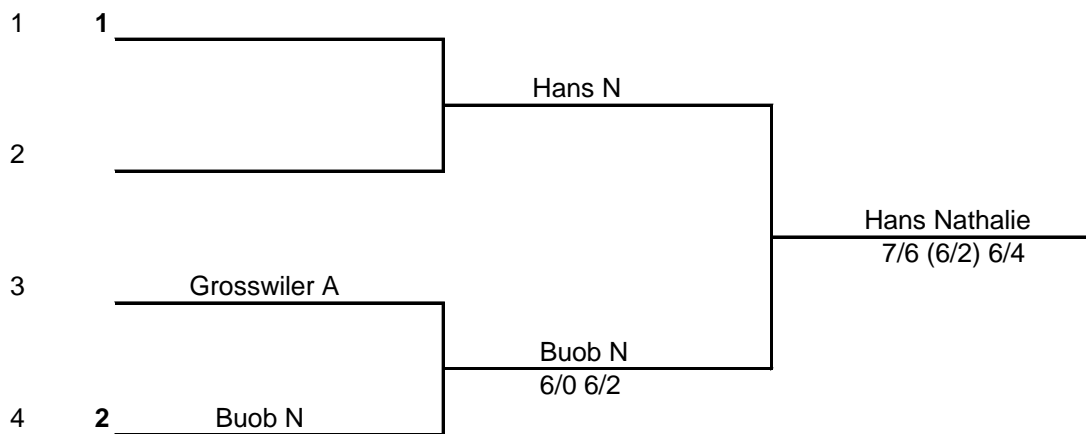 1 1
Hans N
2
Hans Nathalie
7/6 (6/2) 6/4
3 Grosswiler A
Buob N
6/0 6/2
4 2 Buob N